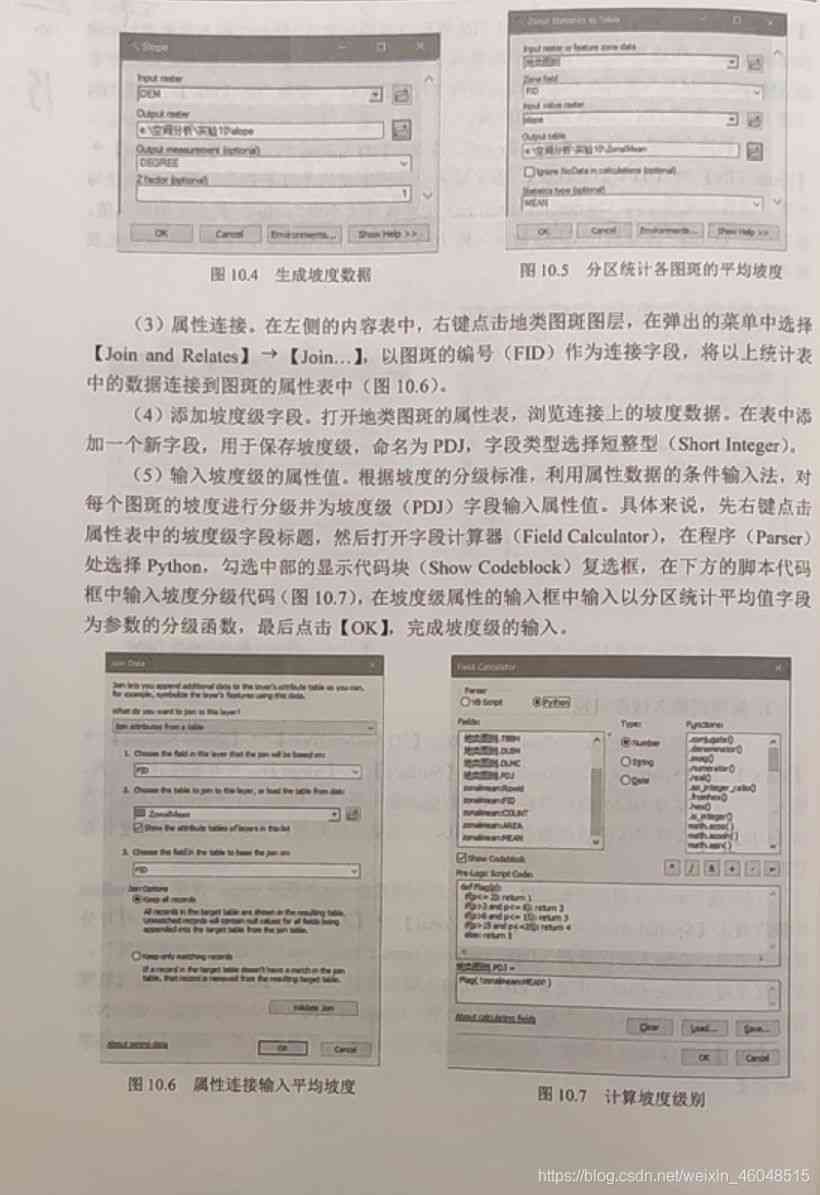 Slope
Input raster
DEM
Output raster
e:\空间分析\实验10\slope
Output measurement (optional)
DEGREE
Z factor (optional)
1
OK Cancel Environments... Show Help >>
图 10.4 生成坡度数据
Zonal Statistics as Table
Input raster or feature zone data
地类图斑
Zone field
FID
Input value raster
slope
Output table
e:\空间分析\实验10\ZonalMean
Ignore NoData in calculations (optional)
Statistics type (optional)
MEAN
OK Cancel Environments... Show Help >>
图 10.5 分区统计各图斑的平均坡度
（3）属性连接。在左侧的内容表中，右键点击地类图斑图层，在弹出的菜单中选择
【Join and Relates】→【Join…】，以图斑的编号（FID）作为连接字段，将以上统计表
中的数据连接到图斑的属性表中（图 10.6）。
（4）添加坡度级字段。打开地类图斑的属性表，浏览连接上的坡度数据。在表中添
加一个新字段，用于保存坡度级，命名为 PDJ，字段类型选择短整型（Short Integer）。
（5）输入坡度级的属性值。根据坡度的分级标准，利用属性数据的条件输入法，对
每个图斑的坡度进行分级并为坡度级（PDJ）字段输入属性值。具体来说，先右键点击
属性表中的坡度级字段标题，然后打开字段计算器（Field Calculator），在程序（Parser）
处选择 Python，勾选中部的显示代码块（Show Codeblock）复选框，在下方的脚本代码
框中输入坡度分级代码（图 10.7），在坡度级属性的输入框中输入以分区统计平均值字段
为参数的分级函数，最后点击【OK】，完成坡度级的输入。
Join Data
Join lets you append additional data to this layer's attribute table so you can,
for example, symbolize the layer's features using this data.
What do you want to join to this layer?
Join attributes from a table
1. Choose the field in this layer that the join will be based on:
FID
2. Choose the table to join to this layer, or load the table from disk:
ZonalMean
Show the attribute tables of layers in this list
3. Choose the field in the table to base the join on:
FID
Join Options
Keep all records
All records in the target table are shown in the resulting table.
Unmatched records will contain null values for all fields being
appended into the target table from the join table.
Keep only matching records
If a record in the target table doesn't have a match in the join
table, that record is removed from the resulting target table.
Validate Join
About joining data
OK Cancel
图 10.6 属性连接输入平均坡度
Field Calculator
Parser
VB Script Python
Fields: Type: Functions:
地类图斑.TBBH
地类图斑.DLBM
地类图斑.DLMC
地类图斑.PDJ
zonalmean:Rowid
zonalmean:FID
zonalmean:COUNT
zonalmean:AREA
zonalmean:MEAN
Number
String
Date
.conjugate()
.denominator()
.imag()
.numerator()
.real()
.as_integer_ratio()
.fromhex()
.hex()
.is_integer()
math.acos( )
math.acosh( )
math.asin( )
Show Codeblock
* / & + - =
Pre-Logic Script Code:
def Flag(p):
if(p<= 2): return 1
if(p>2 and p<= 6): return 2
if(p>6 and p<= 15): return 3
if(p>15 and p<=25): return 4
else: return 5
地类图斑.PDJ =
Flag( !zonalmean:MEAN! )
About calculating fields
Clear Load... Save...
OK Cancel
图 10.7 计算坡度级别
https://blog.csdn.net/weixin_46048515